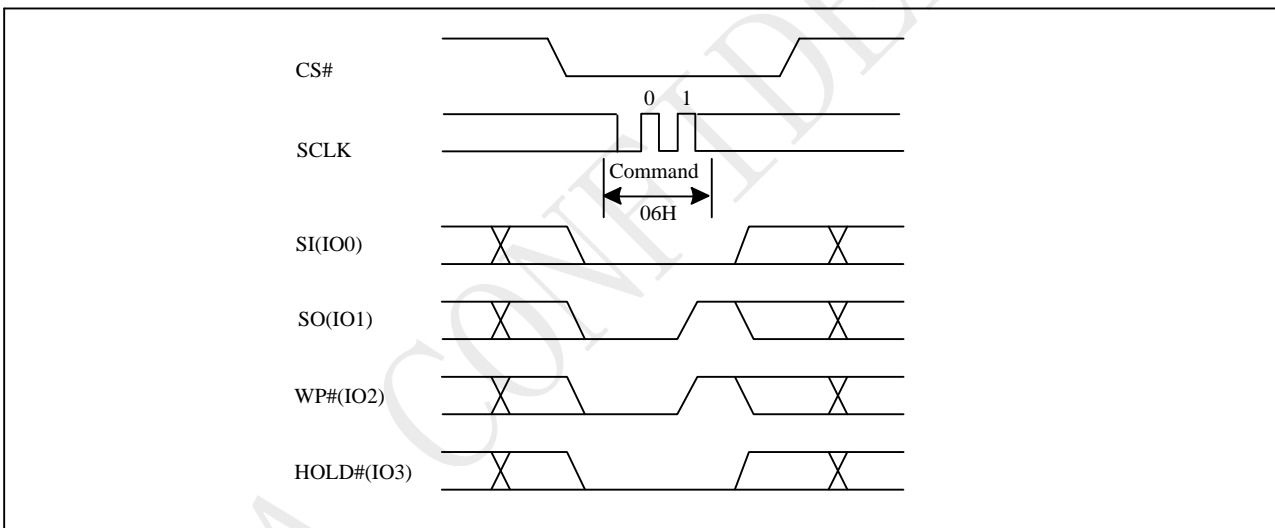 CS#
0 1
SCLK
Command
06H
SI(IO0)
SO(IO1)
WP#(IO2)
HOLD#(IO3)